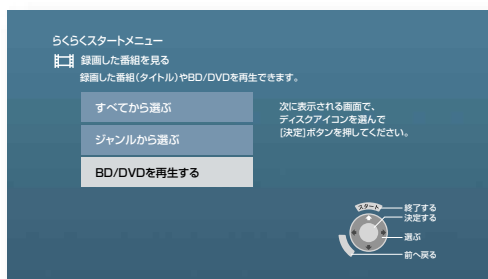 らくらくスタートメニュー
録画した番組を見る
録画した番組(タイトル)やBD/DVDを再生できます。
すべてから選ぶ
ジャンルから選ぶ
BD/DVDを再生する
次に表示される画面で、
ディスクアイコンを選んで
[決定]ボタンを押してください。
スタート
終了する
決定する
選ぶ
前へ戻る